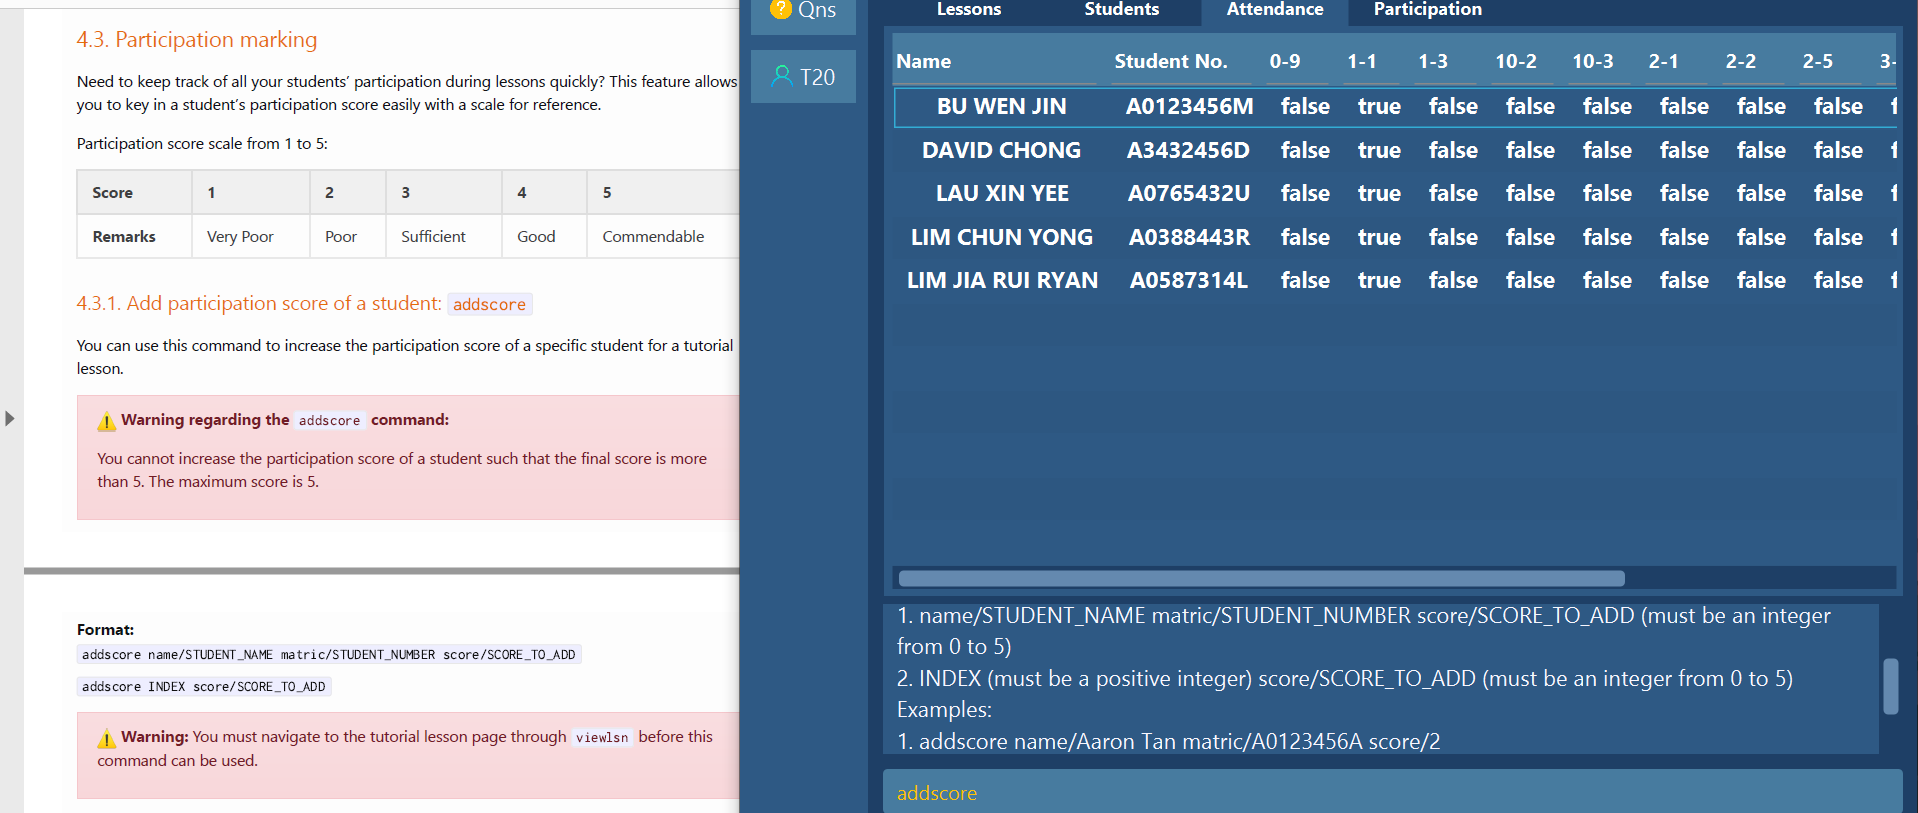 4.3. Participation marking
Need to keep track of all your students’ participation during lessons quickly? This feature allows
you to key in a student’s participation score easily with a scale for reference.
Participation score scale from 1 to 5:
Score 1 2 3 4 5
Remarks Very Poor Poor Sufficient Good Commendable
4.3.1. Add participation score of a student: addscore
You can use this command to increase the participation score of a specific student for a tutorial
lesson.
Warning regarding the addscore command:
You cannot increase the participation score of a student such that the final score is more
than 5. The maximum score is 5.
Format:
addscore name/STUDENT_NAME matric/STUDENT_NUMBER score/SCORE_TO_ADD
addscore INDEX score/SCORE_TO_ADD
Warning: You must navigate to the tutorial lesson page through viewlsn before this
command can be used.
? Qns
T20
Lessons Students Attendance Participation
Name Student No. 0-9 1-1 1-3 10-2 10-3 2-1 2-2 2-5 3-
BU WEN JIN A0123456M false true false false false false false false f
DAVID CHONG A3432456D false true false false false false false false f
LAU XIN YEE A0765432U false true false false false false false false f
LIM CHUN YONG A0388443R false true false false false false false false f
LIM JIA RUI RYAN A0587314L false true false false false false false false f
1. name/STUDENT_NAME matric/STUDENT_NUMBER score/SCORE_TO_ADD (must be an integer
from 0 to 5)
2. INDEX (must be a positive integer) score/SCORE_TO_ADD (must be an integer from 0 to 5)
Examples:
1. addscore name/Aaron Tan matric/A0123456A score/2
addscore